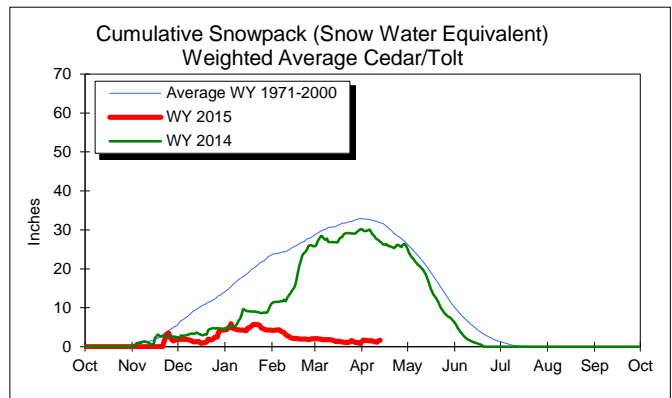 Cumulative Snowpack (Snow Water Equivalent)
Weighted Average Cedar/Tolt
70
60
50
40
30
20
10
0
Inches
Average WY 1971-2000
WY 2015
WY 2014
Oct Nov Dec Jan Feb Mar Apr May Jun Jul Aug Sep Oct